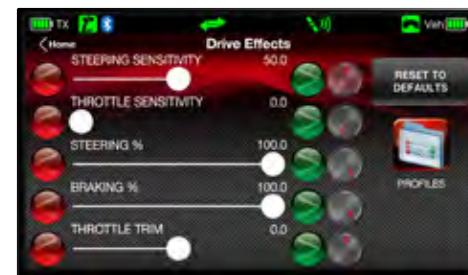 TX Veh
Home Drive Effects
STEERING SENSITIVITY 50.0
RESET TO
DEFAULTS
THROTTLE SENSITIVITY 0.0
STEERING % 100.0
PROFILES
BRAKING % 100.0
THROTTLE TRIM 0.0